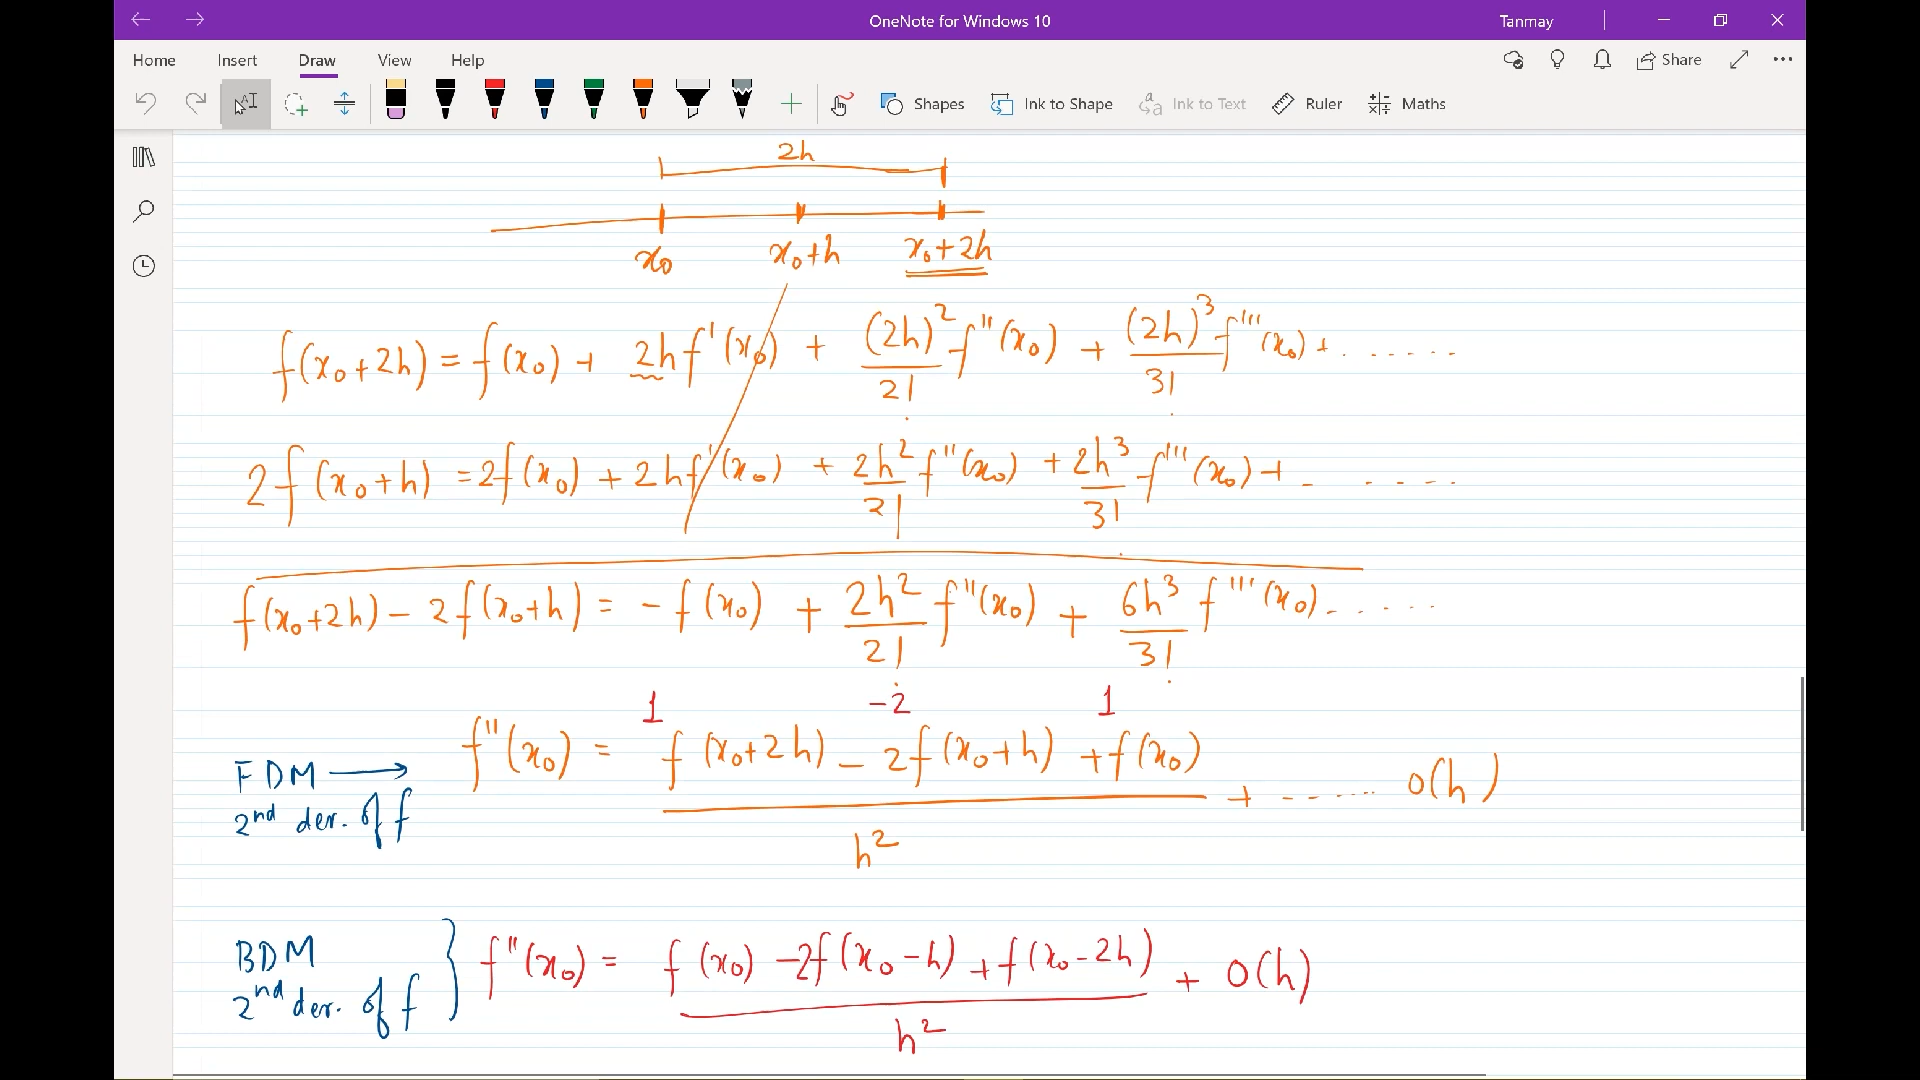 OneNote for Windows 10
Tanmay
Home Insert Draw View Help
Share
Shapes Ink to Shape Ink to Text Ruler Maths
2h
x₀ x₀+h x₀+2h
f(x₀+2h) = f(x₀) + 2hf'(x₀) + (2h)²/2! f''(x₀) + (2h)³/3! f'''(x₀) + ......
2f(x₀+h) = 2f(x₀) + 2hf'(x₀) + 2h²/2! f''(x₀) + 2h³/3! f'''(x₀) + . .....
f(x₀+2h) - 2f(x₀+h) = -f(x₀) + 2h²/2! f''(x₀) + 6h³/3! f'''(x₀) ......
1 -2 1
FDM → f''(x₀) = (f(x₀+2h) - 2f(x₀+h) + f(x₀))/h² + ...... O(h)
2nd der. of f
BDM f''(x₀) = (f(x₀) -2f(x₀-h) + f(x₀-2h))/h² + O(h)
2nd der. of f